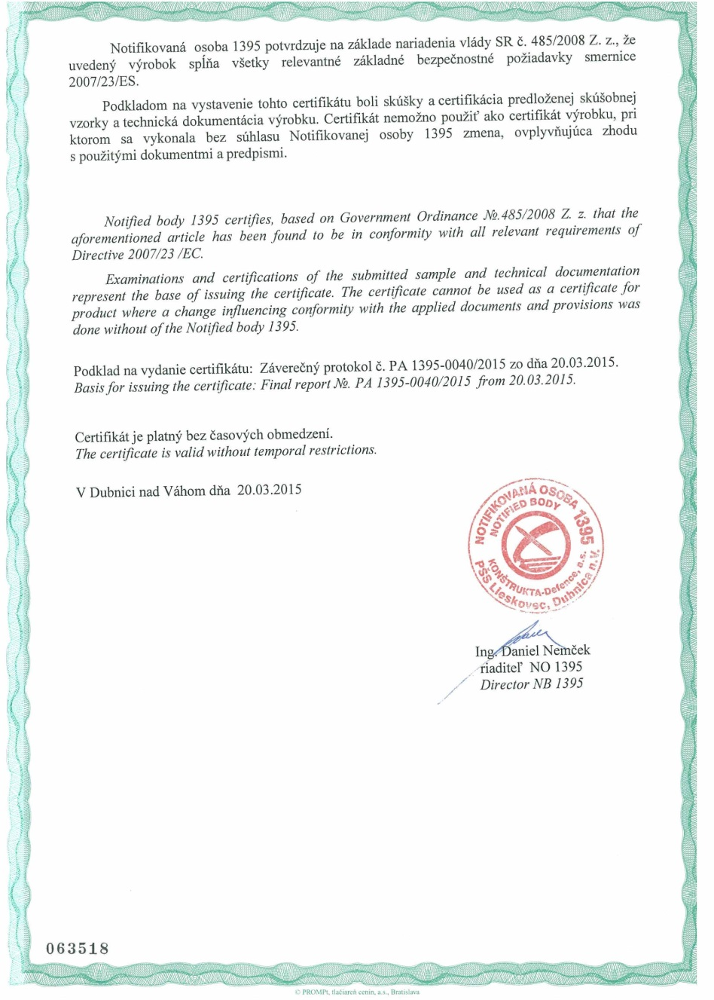 Notifikovaná osoba 1395 potvrdzuje na základe nariadenia vlády SR č. 485/2008 Z. z., že
uvedený výrobok spĺňa všetky relevantné základné bezpečnostné požiadavky smernice
2007/23/ES.
Podkladom na vystavenie tohto certifikátu boli skúšky a certifikácia predloženej skúšobnej
vzorky a technická dokumentácia výrobku. Certifikát nemožno použiť ako certifikát výrobku, pri
ktorom sa vykonala bez súhlasu Notifikovanej osoby 1395 zmena, ovplyvňujúca zhodu
s použitými dokumentmi a predpismi.
Notified body 1395 certifies, based on Government Ordinance №.485/2008 Z. z. that the
aforementioned article has been found to be in conformity with all relevant requirements of
Directive 2007/23 /EC.
Examinations and certifications of the submitted sample and technical documentation
represent the base of issuing the certificate. The certificate cannot be used as a certificate for
product where a change influencing conformity with the applied documents and provisions was
done without of the Notified body 1395.
Podklad na vydanie certifikátu: Záverečný protokol č. PA 1395-0040/2015 zo dňa 20.03.2015.
Basis for issuing the certificate: Final report №. PA 1395-0040/2015 from 20.03.2015.
Certifikát je platný bez časových obmedzení.
The certificate is valid without temporal restrictions.
V Dubnici nad Váhom dňa 20.03.2015
NOTIFIKOVANÁ OSOBA 1395
NOTIFIED BODY
KONŠTRUKTA-Defence, a.s.
PŠS Lieskovec, Dubnica n.V.
Ing. Daniel Nemček
riaditeľ NO 1395
Director NB 1395
063518
© PROMPt, tlačiareň cenín, a.s., Bratislava